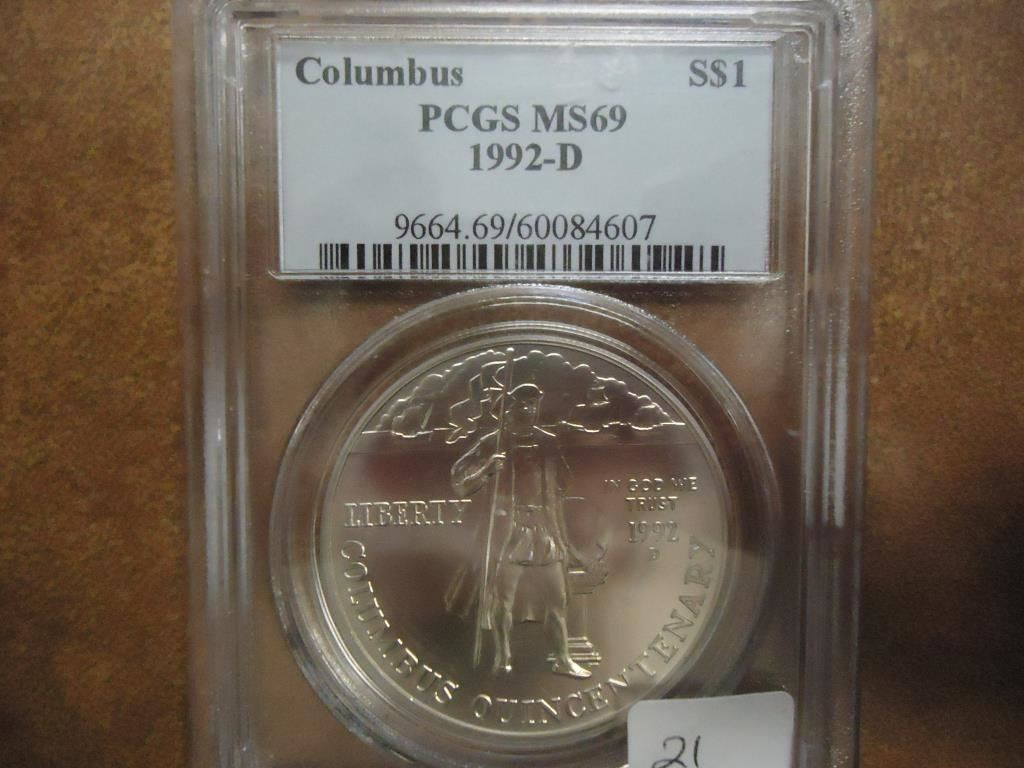 Columbus S$1
PCGS MS69
1992-D
9664.69/60084607
IN GOD WE
TRUST
LIBERTY
1992
D
COLUMBUS QUINCENTENARY
21